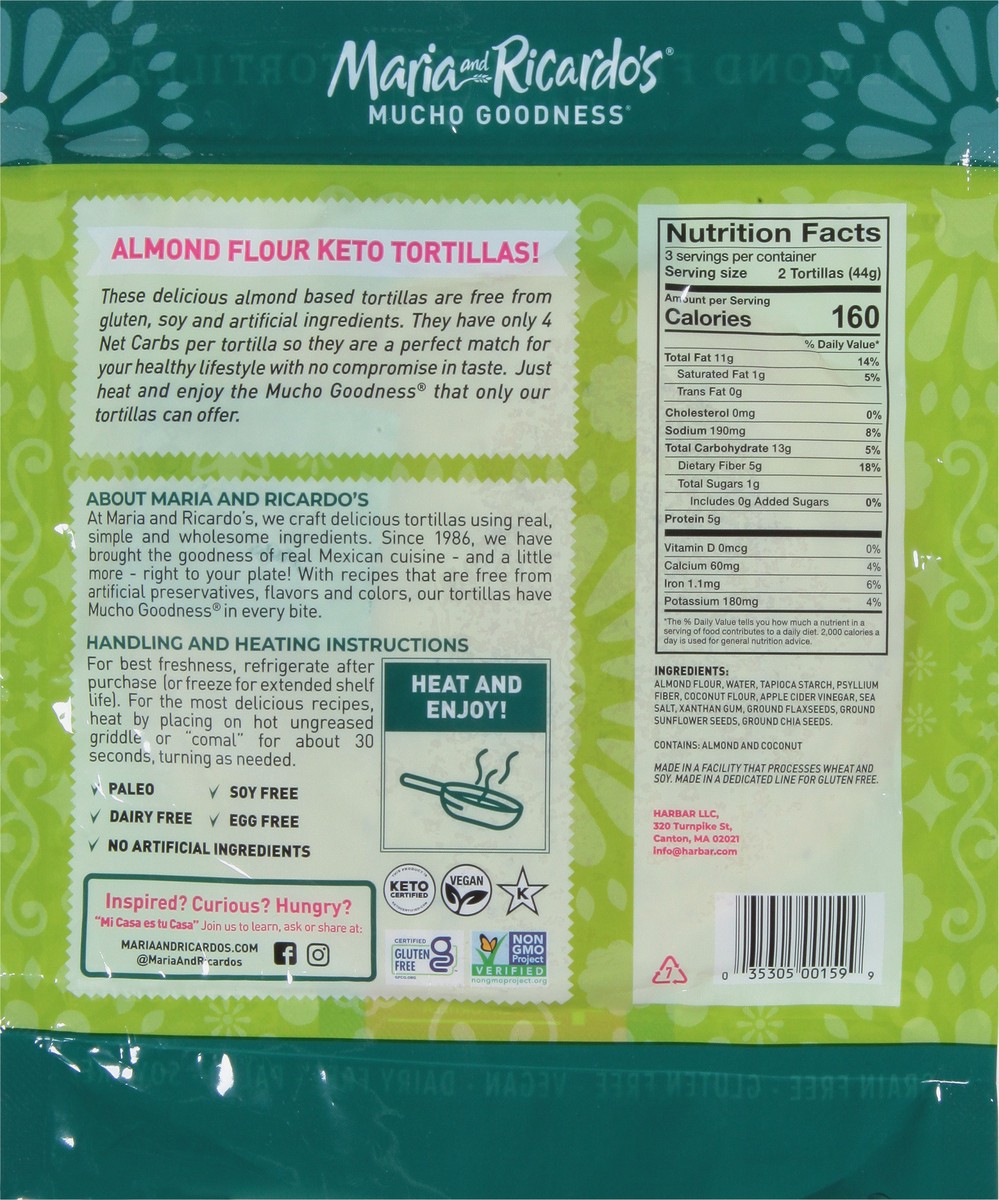 Maria and Ricardo's®
MUCHO GOODNESS®
ALMOND FLOUR KETO TORTILLAS!
These delicious almond based tortillas are free from
gluten, soy and artificial ingredients. They have only 4
Net Carbs per tortilla so they are a perfect match for
your healthy lifestyle with no compromise in taste. Just
heat and enjoy the Mucho Goodness® that only our
tortillas can offer.
ABOUT MARIA AND RICARDO'S
At Maria and Ricardo's, we craft delicious tortillas using real,
simple and wholesome ingredients. Since 1986, we have
brought the goodness of real Mexican cuisine - and a little
more - right to your plate! With recipes that are free from
artificial preservatives, flavors and colors, our tortillas have
Mucho Goodness® in every bite.
HANDLING AND HEATING INSTRUCTIONS
For best freshness, refrigerate after
purchase (or freeze for extended shelf
life). For the most delicious recipes,
heat by placing on hot ungreased
griddle or "comal" for about 30
seconds, turning as needed.
HEAT AND
ENJOY!
PALEO SOY FREE
DAIRY FREE EGG FREE
NO ARTIFICIAL INGREDIENTS
Inspired? Curious? Hungry?
"Mi Casa es tu Casa" Join us to learn, ask or share at:
MARIAANDRICARDOS.COM
@MariaAndRicardos
KETO
CERTIFIED
VEGAN
K
CERTIFIED
GLUTEN
FREE
NON
GMO
Project
VERIFIED
nongmoproject.org
Nutrition Facts
3 servings per container
Serving size 2 Tortillas (44g)
Amount per Serving
Calories 160
% Daily Value*
Total Fat 11g 14%
Saturated Fat 1g 5%
Trans Fat 0g
Cholesterol 0mg 0%
Sodium 190mg 8%
Total Carbohydrate 13g 5%
Dietary Fiber 5g 18%
Total Sugars 1g
Includes 0g Added Sugars 0%
Protein 5g
Vitamin D 0mcg 0%
Calcium 60mg 4%
Iron 1.1mg 6%
Potassium 180mg 4%
*The % Daily Value tells you how much a nutrient in a
serving of food contributes to a daily diet. 2,000 calories a
day is used for general nutrition advice.
INGREDIENTS:
ALMOND FLOUR, WATER, TAPIOCA STARCH, PSYLLIUM
FIBER, COCONUT FLOUR, APPLE CIDER VINEGAR, SEA
SALT, XANTHAN GUM, GROUND FLAXSEEDS, GROUND
SUNFLOWER SEEDS, GROUND CHIA SEEDS.
CONTAINS: ALMOND AND COCONUT
MADE IN A FACILITY THAT PROCESSES WHEAT AND
SOY. MADE IN A DEDICATED LINE FOR GLUTEN FREE.
HARBAR LLC,
320 Turnpike St,
Canton, MA 02021
info@harbar.com
7
0 35305 00159 9